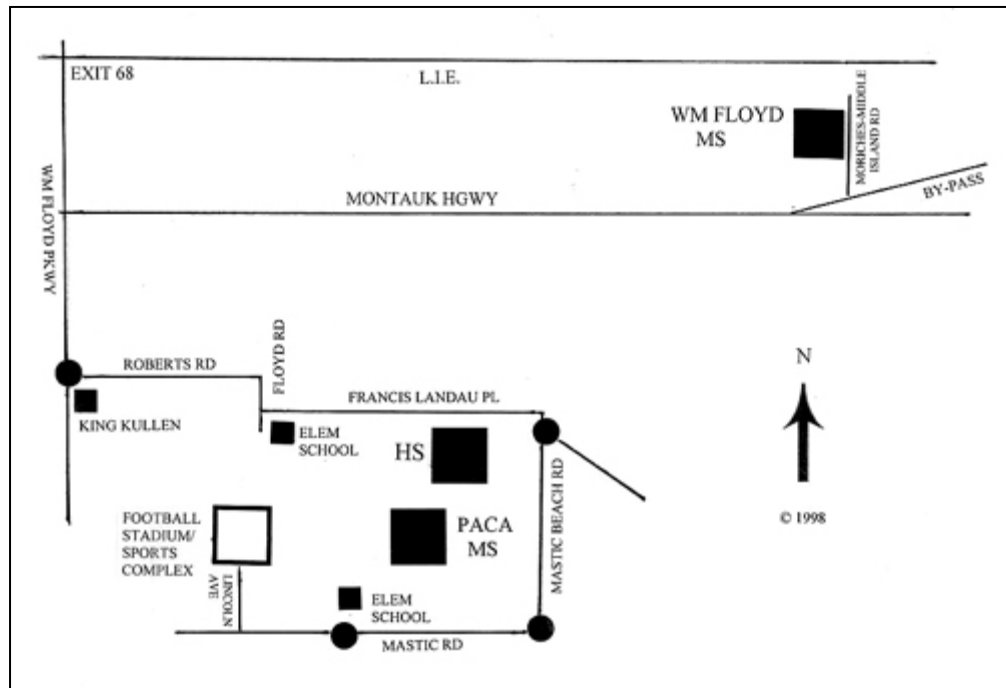 EXIT 68
L.I.E.
WM FLOYD
MS
MORICHES-MIDDLE
ISLAND RD
BY-PASS
MONTAUK HGWY
WM FLOYD PKWY
ROBERTS RD
FLOYD RD
FRANCIS LANDAU PL
KING KULLEN
ELEM
SCHOOL
HS
N
MASTIC BEACH RD
© 1998
FOOTBALL
STADIUM/
SPORTS
COMPLEX
PACA
MS
LINCOLN
AVE
ELEM
SCHOOL
MASTIC RD